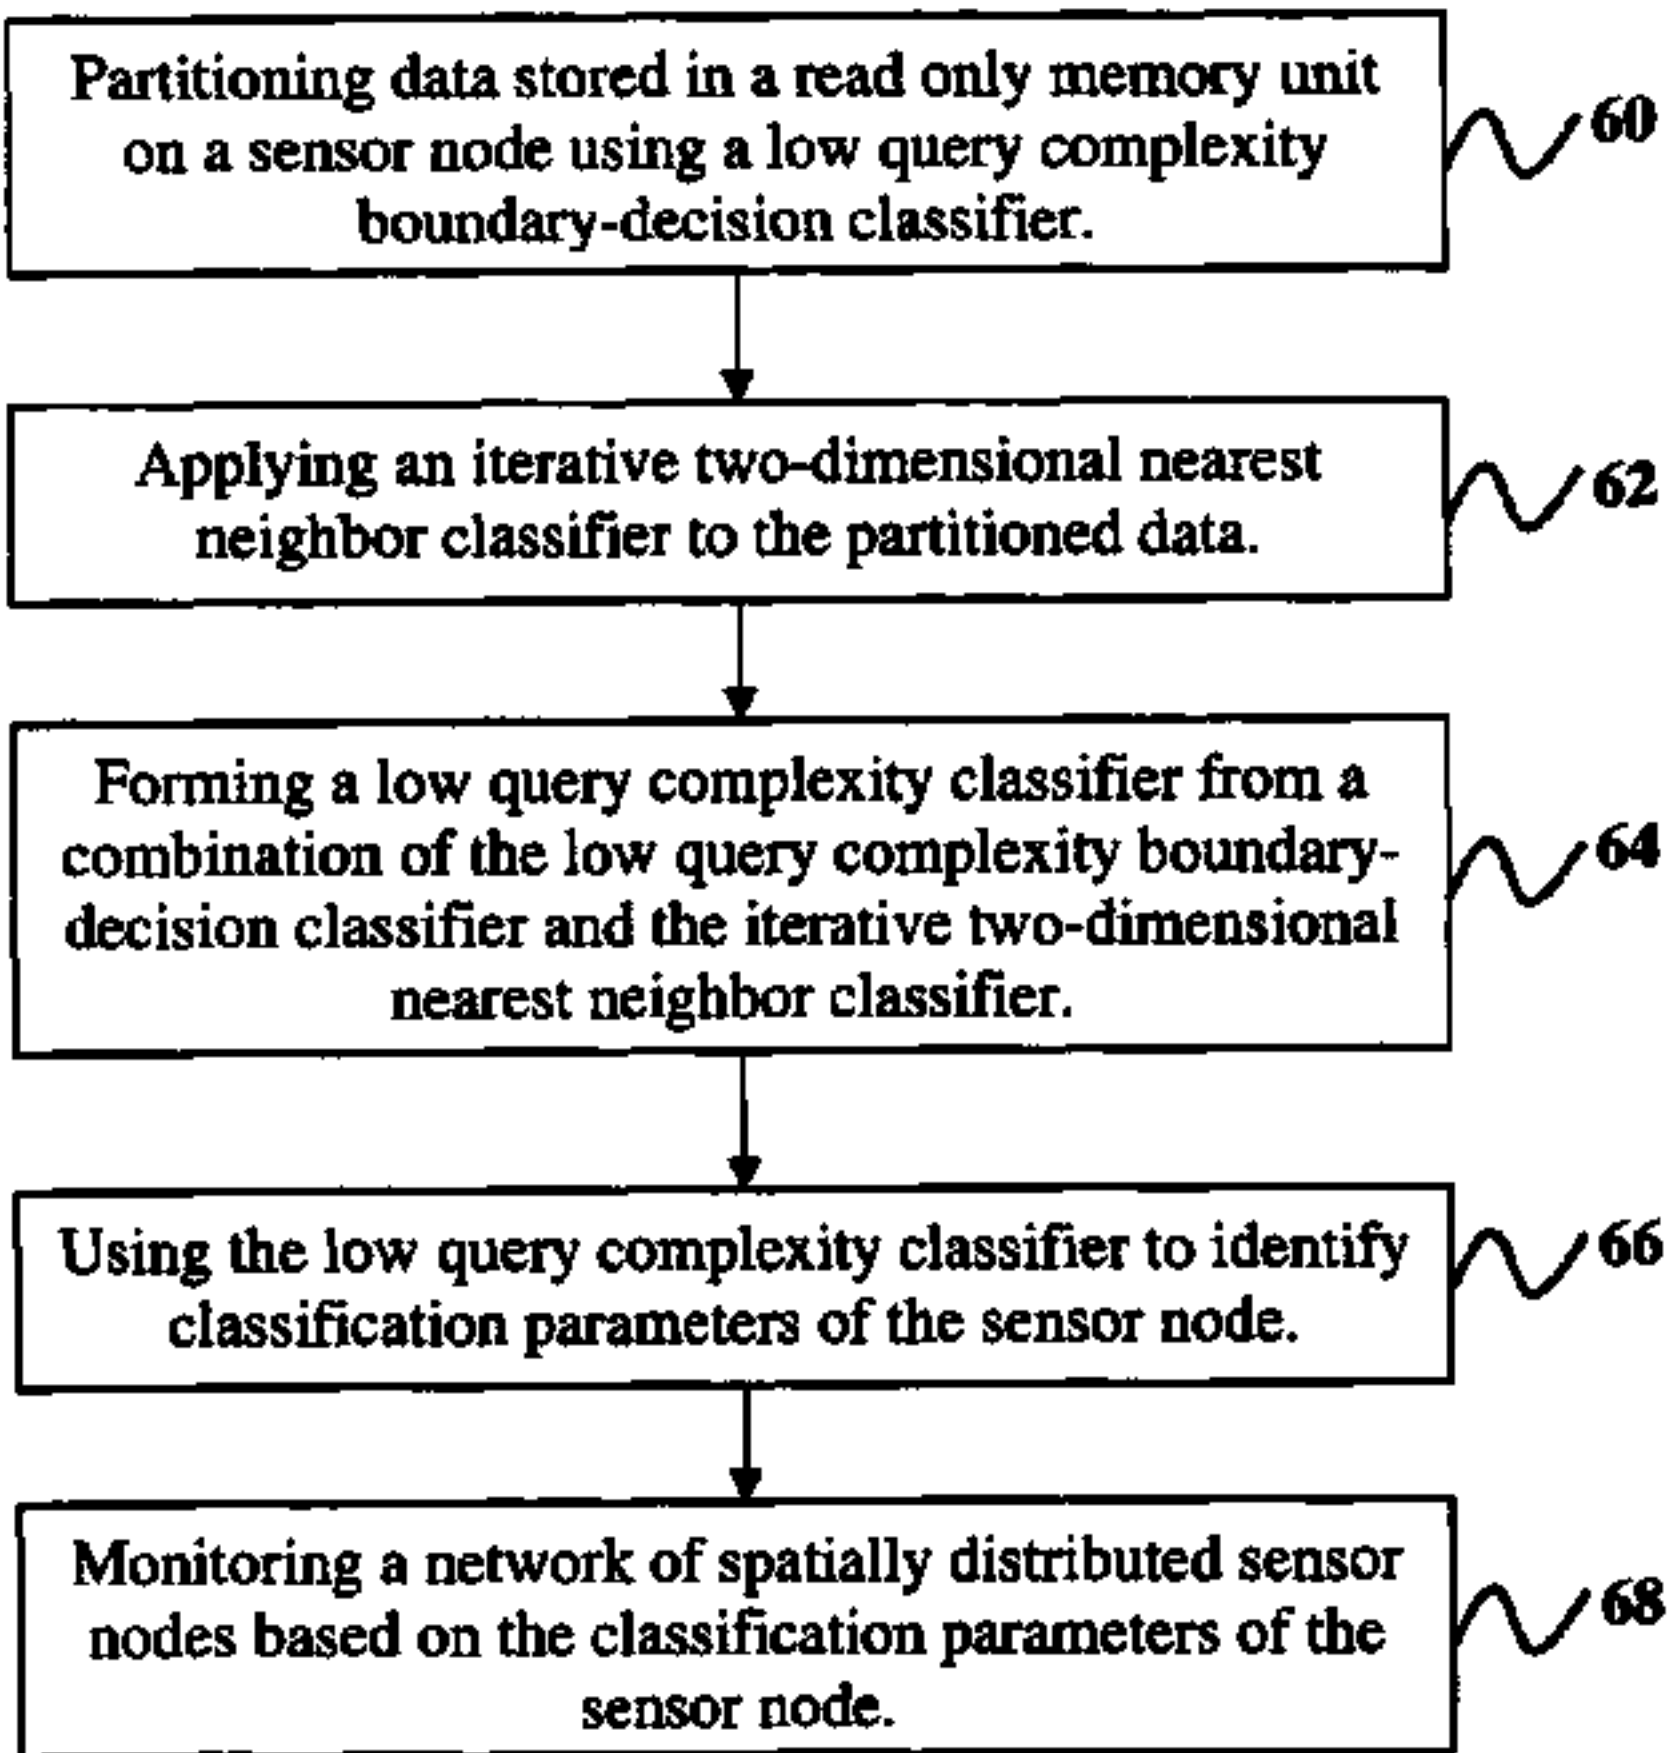 Partitioning data stored in a read only memory unit
on a sensor node using a low query complexity
boundary-decision classifier.
60
Applying an iterative two-dimensional nearest
neighbor classifier to the partitioned data.
62
Forming a low query complexity classifier from a
combination of the low query complexity boundary-
decision classifier and the iterative two-dimensional
nearest neighbor classifier.
64
Using the low query complexity classifier to identify
classification parameters of the sensor node.
66
Monitoring a network of spatially distributed sensor
nodes based on the classification parameters of the
sensor node.
68